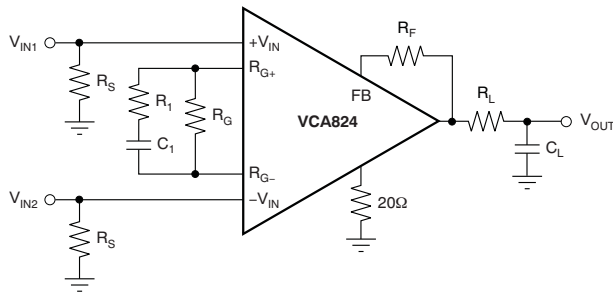 V_IN1
+V_IN
R_F
R_S
R_G+
R_1
R_G
FB
R_L
V_OUT
VCA824
C_1
C_L
R_G−
V_IN2
−V_IN
20Ω
R_S